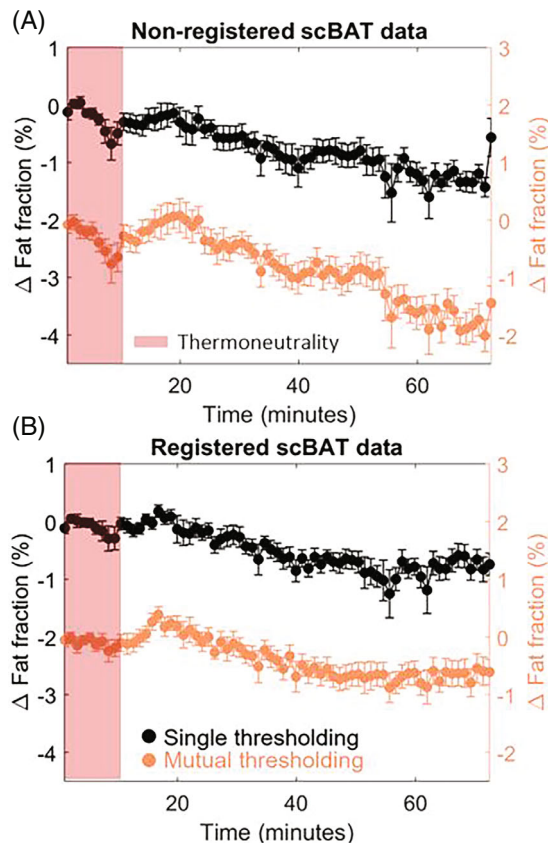 (A)
Non-registered scBAT data
1
0
-1
-2
-3
-4
Δ Fat fraction (%)
3
2
1
0
-1
-2
Δ Fat fraction (%)
Thermoneutrality
20
40
60
Time (minutes)
(B)
Registered scBAT data
1
0
-1
-2
-3
-4
Δ Fat fraction (%)
3
2
1
0
-1
-2
Δ Fat fraction (%)
Single thresholding
Mutual thresholding
20
40
60
Time (minutes)